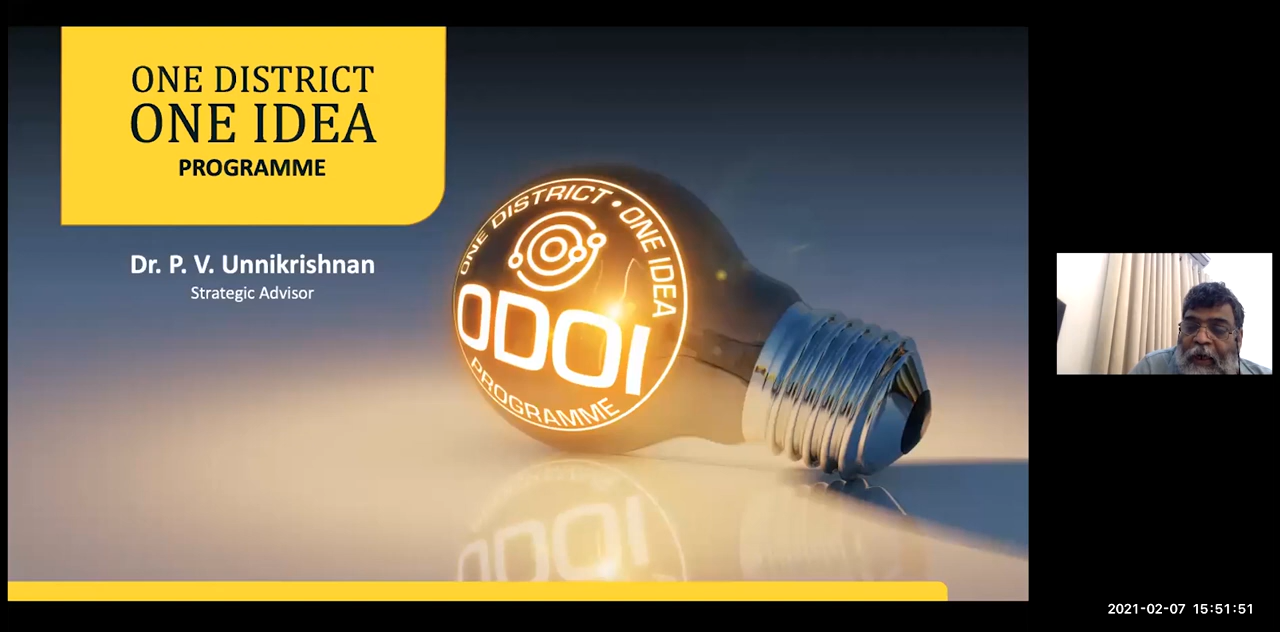 ONE DISTRICT
ONE IDEA
PROGRAMME
Dr. P. V. Unnikrishnan
Strategic Advisor
ONE DISTRICT • ONE IDEA
ODOI
PROGRAMME
ODOI
2021-02-07 15:51:51